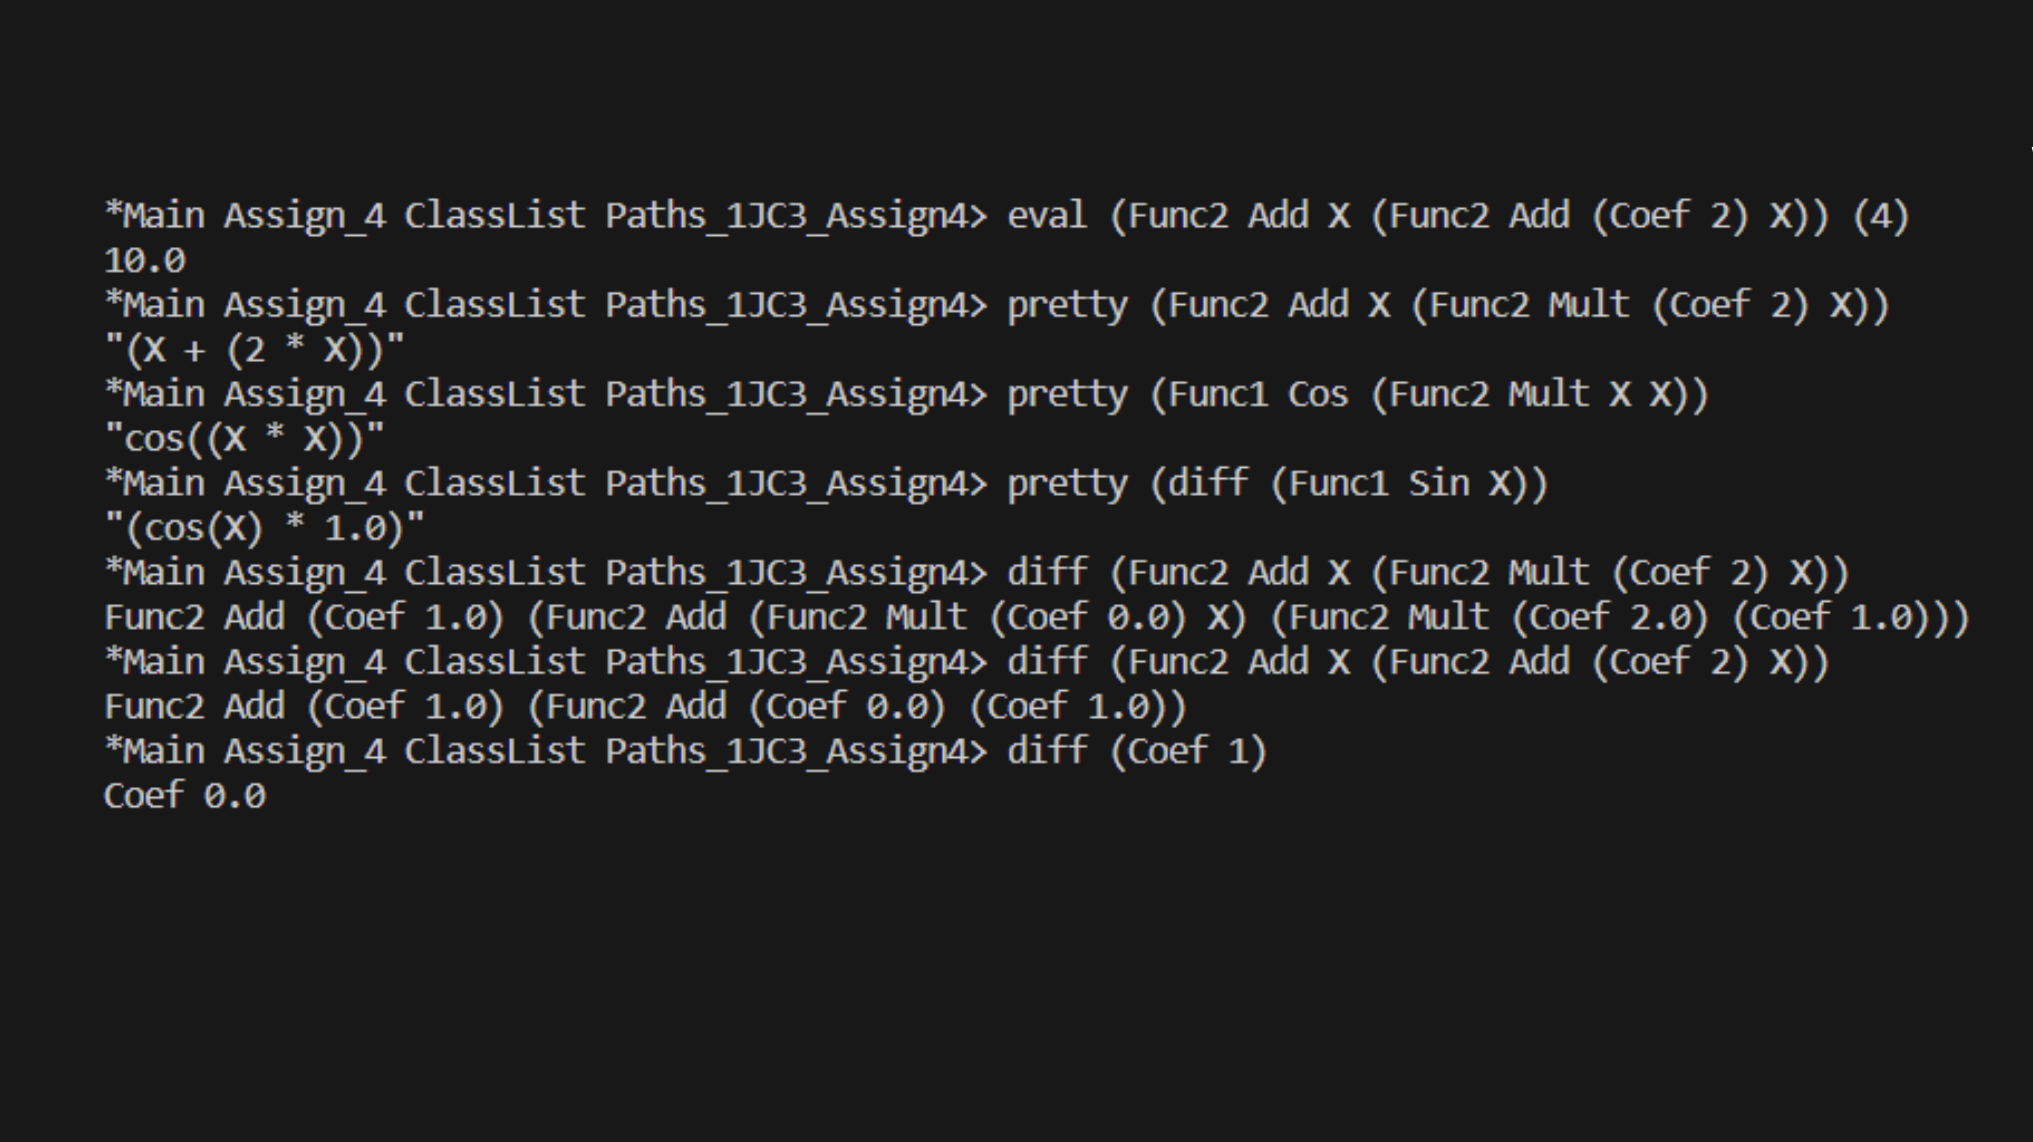 *Main Assign_4 ClassList Paths_1JC3_Assign4> eval (Func2 Add X (Func2 Add (Coef 2) X)) (4)
10.0
*Main Assign_4 ClassList Paths_1JC3_Assign4> pretty (Func2 Add X (Func2 Mult (Coef 2) X))
"(X + (2 * X))"
*Main Assign_4 ClassList Paths_1JC3_Assign4> pretty (Func1 Cos (Func2 Mult X X))
"cos((X * X))"
*Main Assign_4 ClassList Paths_1JC3_Assign4> pretty (diff (Func1 Sin X))
"(cos(X) * 1.0)"
*Main Assign_4 ClassList Paths_1JC3_Assign4> diff (Func2 Add X (Func2 Mult (Coef 2) X))
Func2 Add (Coef 1.0) (Func2 Add (Func2 Mult (Coef 0.0) X) (Func2 Mult (Coef 2.0) (Coef 1.0)))
*Main Assign_4 ClassList Paths_1JC3_Assign4> diff (Func2 Add X (Func2 Add (Coef 2) X))
Func2 Add (Coef 1.0) (Func2 Add (Coef 0.0) (Coef 1.0))
*Main Assign_4 ClassList Paths_1JC3_Assign4> diff (Coef 1)
Coef 0.0